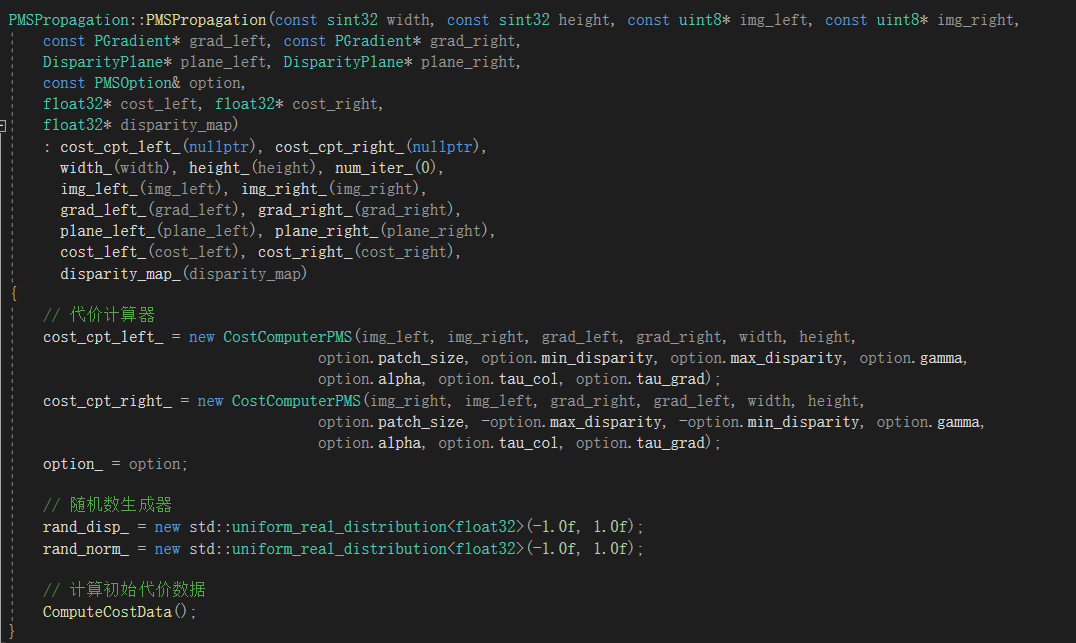 PMSPropagation::PMSPropagation(const sint32 width, const sint32 height, const uint8* img_left, const uint8* img_right,
const PGradient* grad_left, const PGradient* grad_right,
DisparityPlane* plane_left, DisparityPlane* plane_right,
const PMSOption& option,
float32* cost_left, float32* cost_right,
float32* disparity_map)
: cost_cpt_left_(nullptr), cost_cpt_right_(nullptr),
width_(width), height_(height), num_iter_(0),
img_left_(img_left), img_right_(img_right),
grad_left_(grad_left), grad_right_(grad_right),
plane_left_(plane_left), plane_right_(plane_right),
cost_left_(cost_left), cost_right_(cost_right),
disparity_map_(disparity_map)
{
// 代价计算器
cost_cpt_left_ = new CostComputerPMS(img_left, img_right, grad_left, grad_right, width, height,
option.patch_size, option.min_disparity, option.max_disparity, option.gamma,
option.alpha, option.tau_col, option.tau_grad);
cost_cpt_right_ = new CostComputerPMS(img_right, img_left, grad_right, grad_left, width, height,
option.patch_size, -option.max_disparity, -option.min_disparity, option.gamma,
option.alpha, option.tau_col, option.tau_grad);
option_ = option;
// 随机数生成器
rand_disp_ = new std::uniform_real_distribution<float32>(-1.0f, 1.0f);
rand_norm_ = new std::uniform_real_distribution<float32>(-1.0f, 1.0f);
// 计算初始代价数据
ComputeCostData();
}